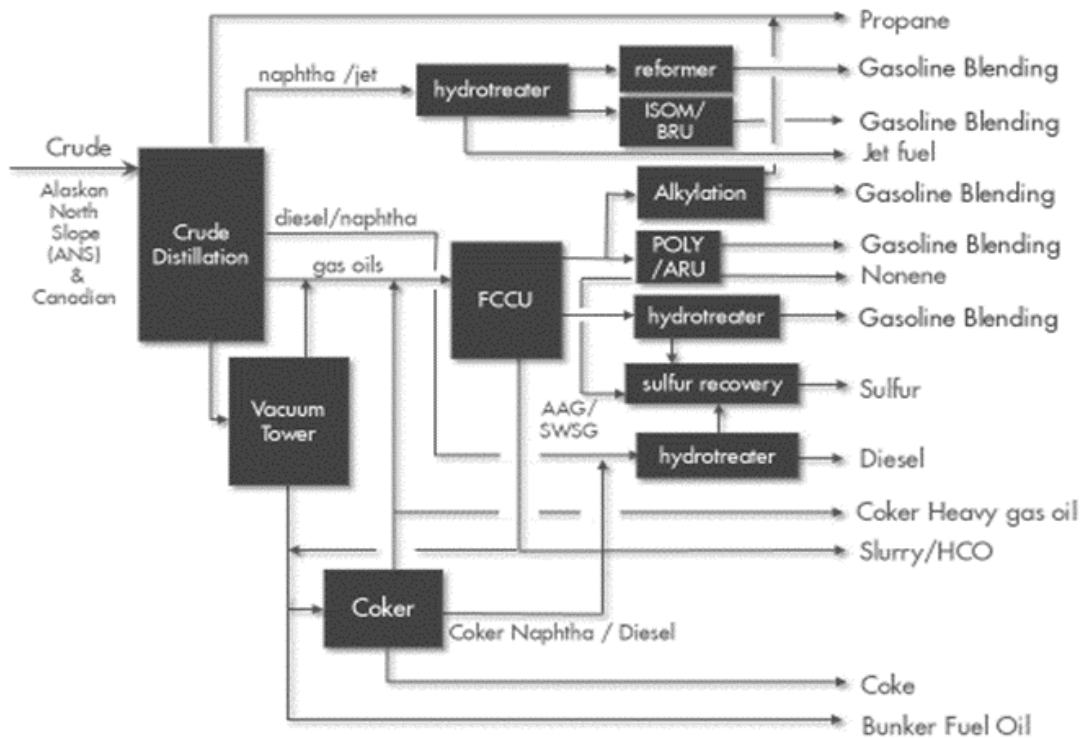 Propane
naphtha /jet
hydrotreater
reformer
Gasoline Blending
ISOM/
BRU
Gasoline Blending
Jet fuel
Crude
Alaskan
North
Slope
(ANS)
&
Canadian
Crude
Distillation
diesel/naphtha
gas oils
Alkylation
Gasoline Blending
POLY
/ARU
Gasoline Blending
Nonene
FCCU
hydrotreater
Gasoline Blending
sulfur recovery
Sulfur
Vacuum
Tower
AAG/
SWSG
hydrotreater
Diesel
Coker Heavy gas oil
Slurry/HCO
Coker
Coker Naphtha / Diesel
Coke
Bunker Fuel Oil